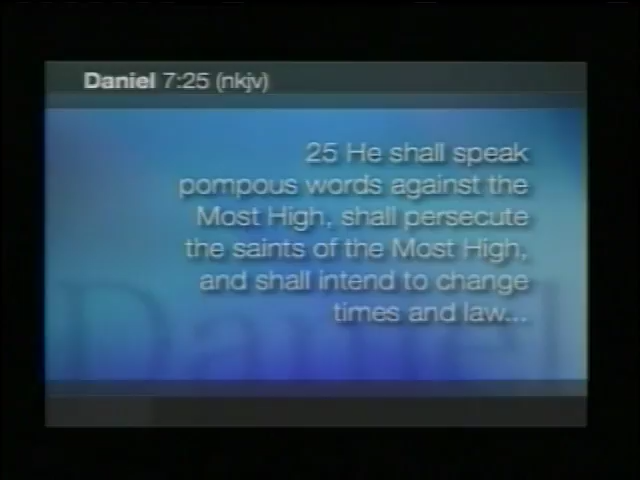 Daniel 7:25 (nkjv)
25 He shall speak
pompous words against the
Most High, shall persecute
the saints of the Most High,
and shall intend to change
times and law...
Daniel